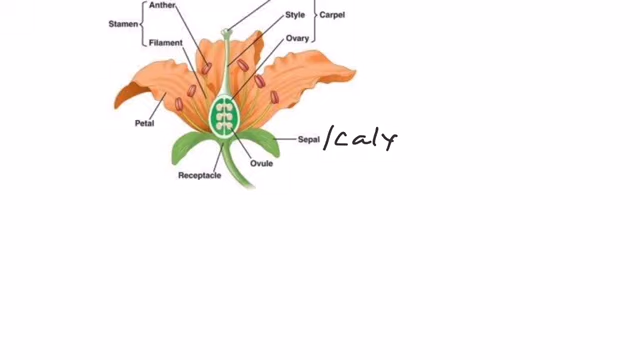 Anther
Stamen
Filament
Style
Carpel
Ovary
Petal
Sepal /Caly
Ovule
Receptacle